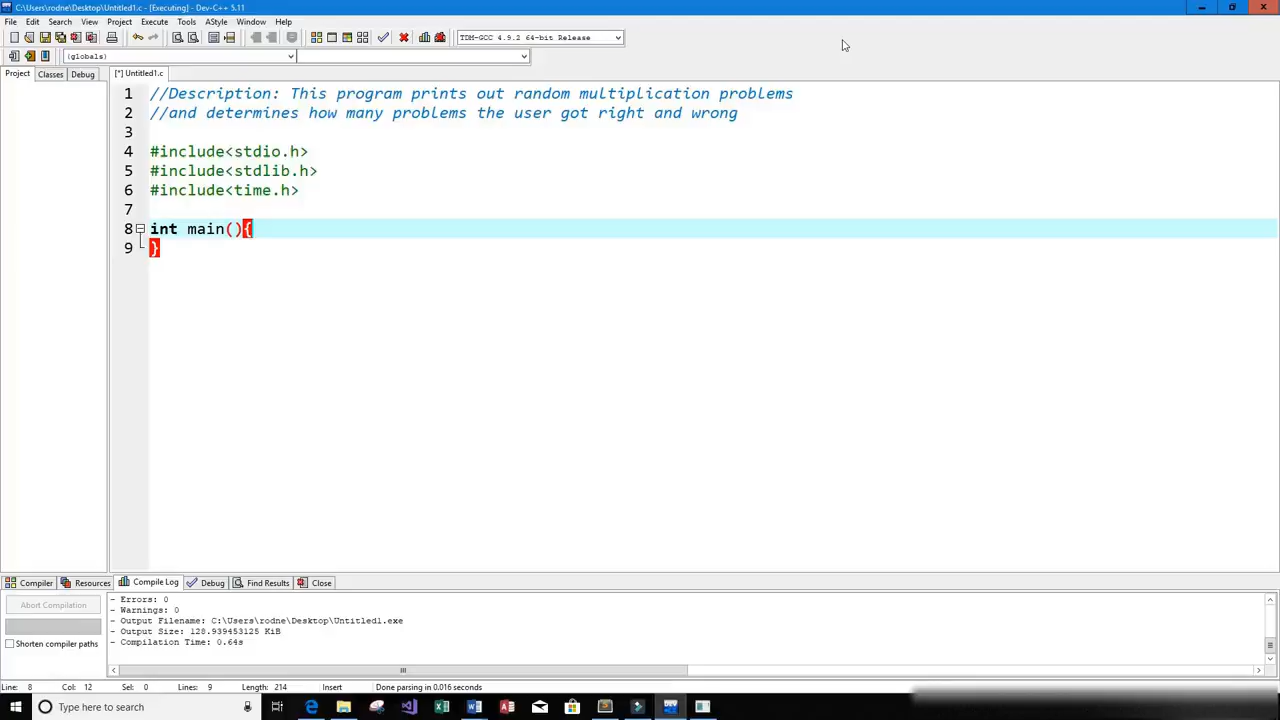 C:\Users\rodne\Desktop\Untitled1.c - [Executing] - Dev-C++ 5.11
File Edit Search View Project Execute Tools AStyle Window Help
TDM-GCC 4.9.2 64-bit Release
(globals)
Project Classes Debug [*] Untitled1.c
1 //Description: This program prints out random multiplication problems
2 //and determines how many problems the user got right and wrong
3
4 #include<stdio.h>
5 #include<stdlib.h>
6 #include<time.h>
7
8 int main(){
9 }
Compiler Resources Compile Log Debug Find Results Close
Abort Compilation
Shorten compiler paths
- Errors: 0
- Warnings: 0
- Output Filename: C:\Users\rodne\Desktop\Untitled1.exe
- Output Size: 128.939453125 KiB
- Compilation Time: 0.64s
Line: 8 Col: 12 Sel: 0 Lines: 9 Length: 214 Insert Done parsing in 0.016 seconds
Type here to search